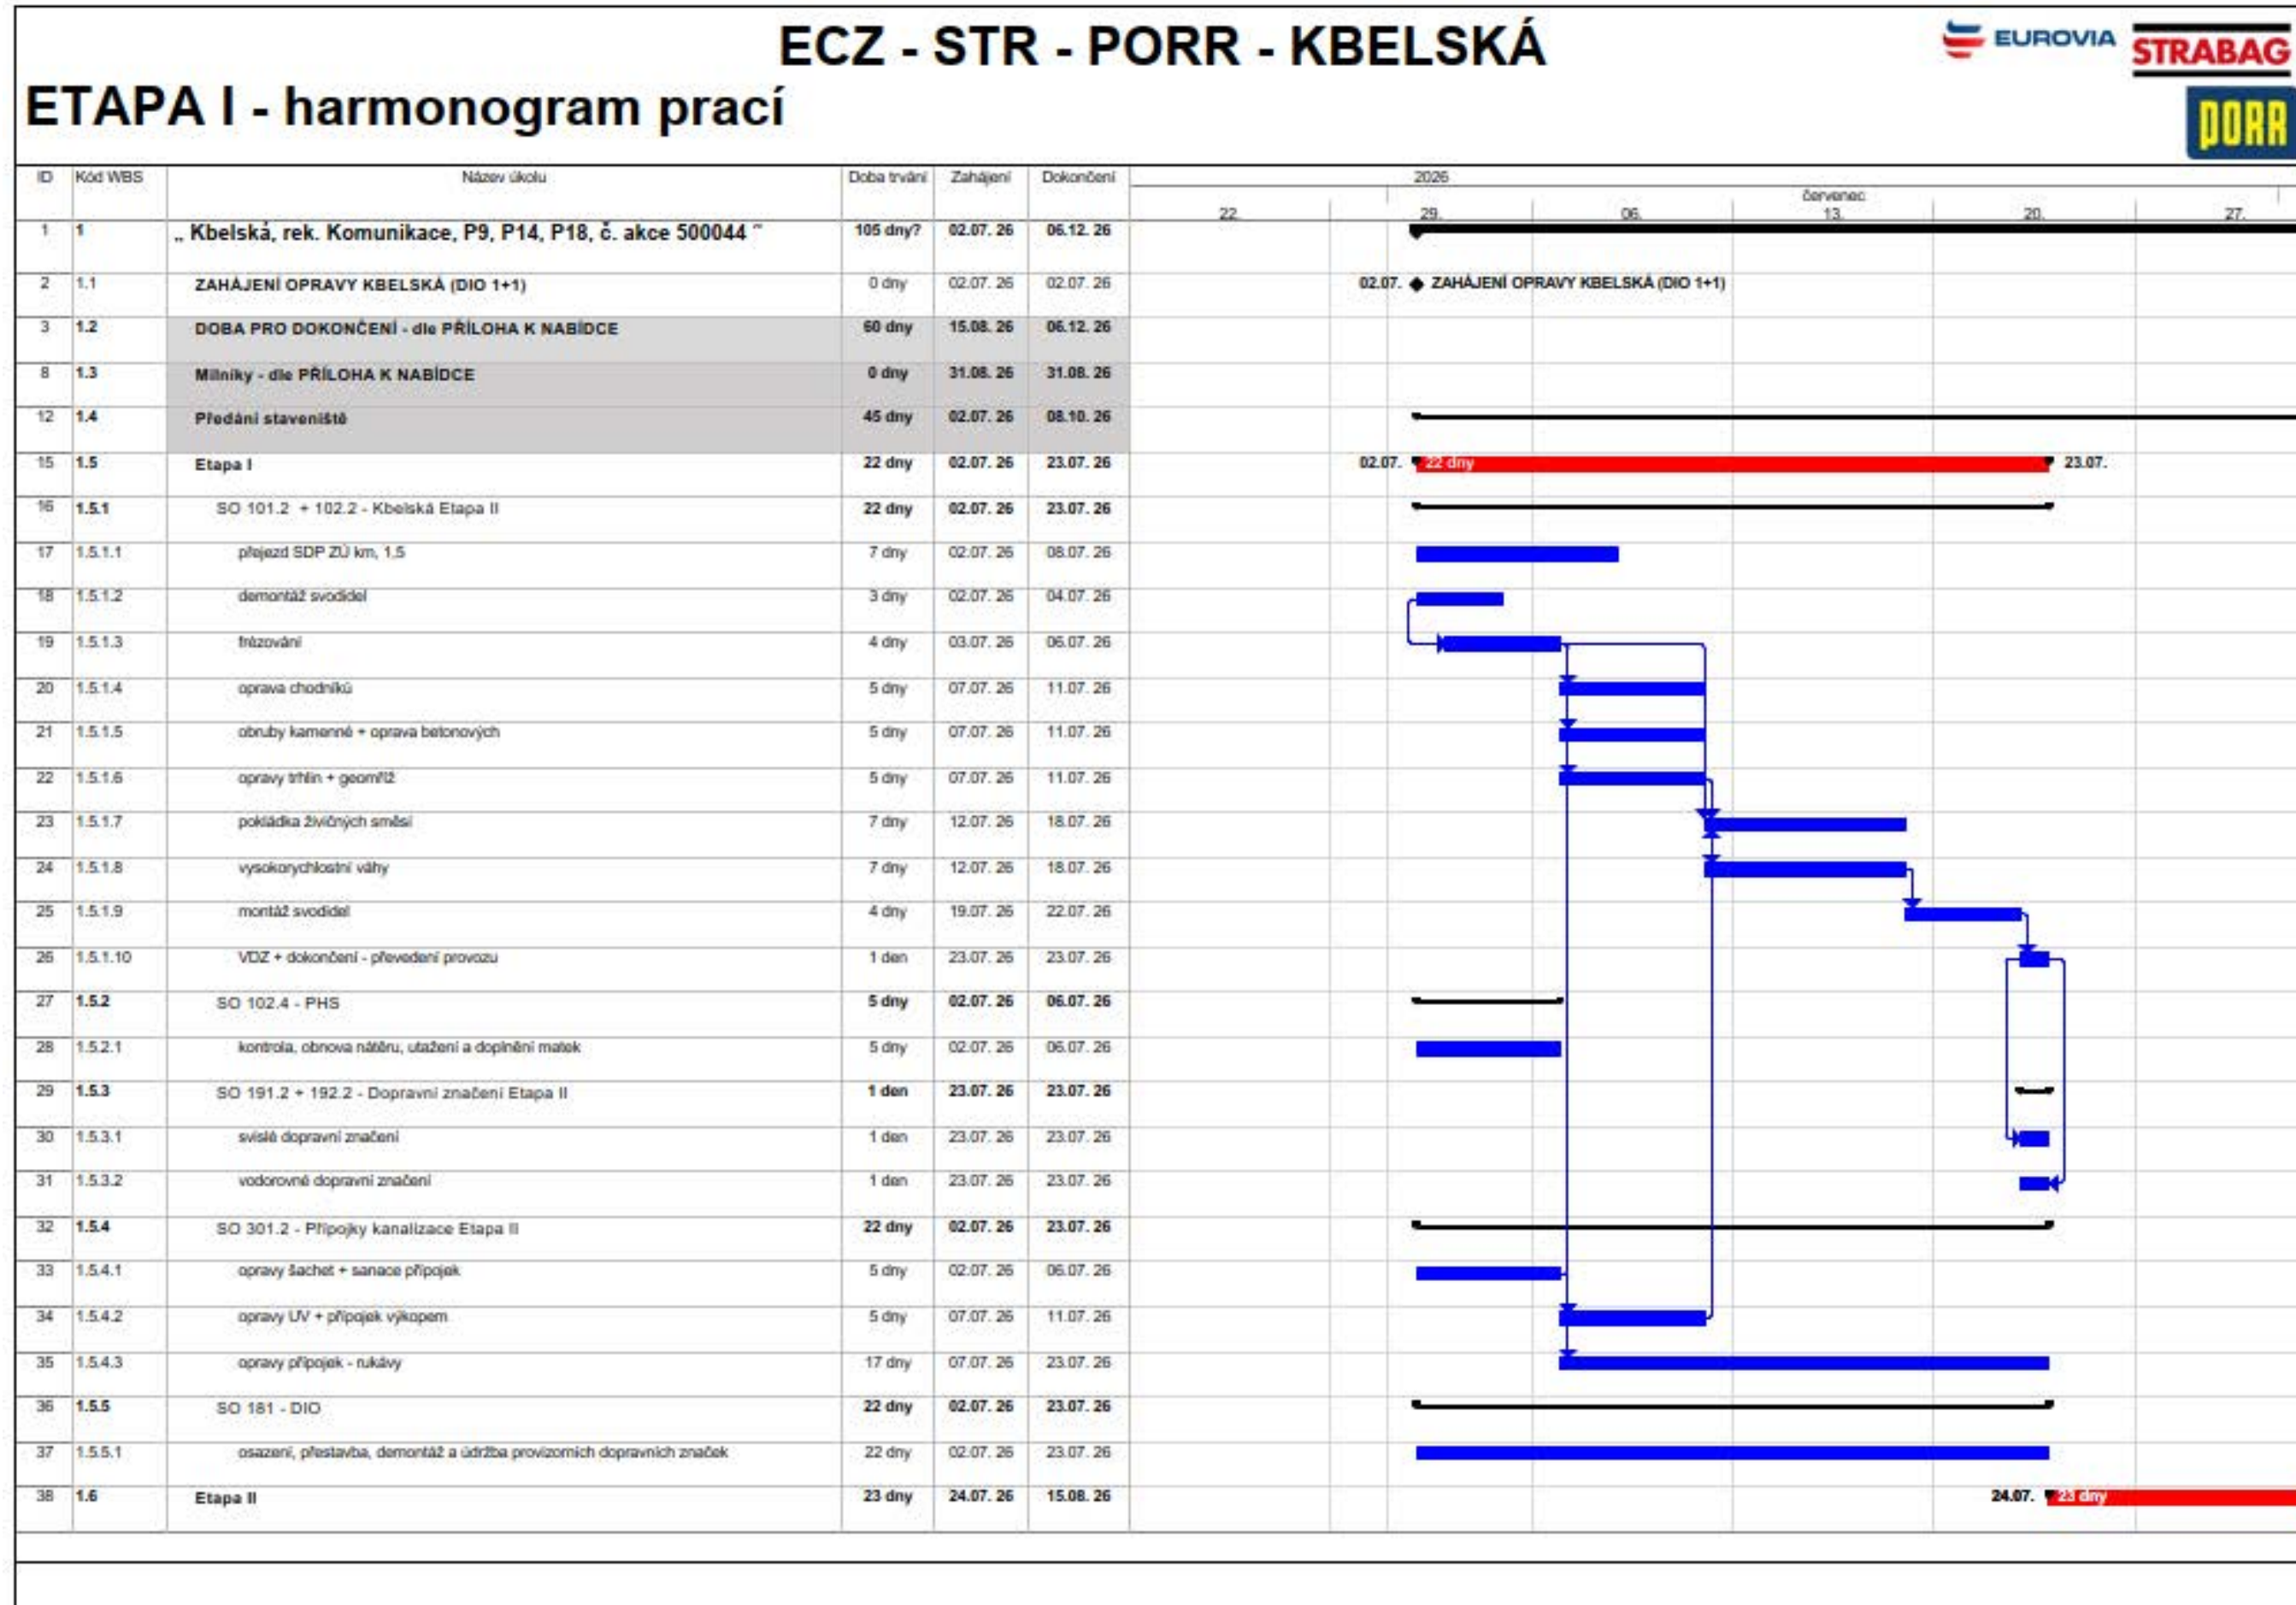 ECZ - STR - PORR - KBELSKÁ
EUROVIA
STRABAG
PORR
ETAPA I - harmonogram prací
ID Kód WBS Název úkolu Doba trvání Zahájení Dokončení 2026
červenec
22. 29. 06. 13. 20. 27.
1 1 „ Kbelská, rek. Komunikace, P9, P14, P18, č. akce 500044 “ 105 dny? 02.07. 26 06.12. 26
2 1.1 ZAHÁJENÍ OPRAVY KBELSKÁ (DIO 1+1) 0 dny 02.07. 26 02.07. 26 02.07. ZAHÁJENÍ OPRAVY KBELSKÁ (DIO 1+1)
3 1.2 DOBA PRO DOKONČENÍ - dle PŘÍLOHA K NABÍDCE 60 dny 15.08. 26 06.12. 26
8 1.3 Milníky - dle PŘÍLOHA K NABÍDCE 0 dny 31.08. 26 31.08. 26
12 1.4 Předání staveniště 45 dny 02.07. 26 08.10. 26
15 1.5 Etapa I 22 dny 02.07. 26 23.07. 26 02.07. 22 dny 23.07.
16 1.5.1 SO 101.2 + 102.2 - Kbelská Etapa II 22 dny 02.07. 26 23.07. 26
17 1.5.1.1 přejezd SDP ZÚ km, 1,5 7 dny 02.07. 26 08.07. 26
18 1.5.1.2 demontáž svodidel 3 dny 02.07. 26 04.07. 26
19 1.5.1.3 frézování 4 dny 03.07. 26 06.07. 26
20 1.5.1.4 oprava chodníků 5 dny 07.07. 26 11.07. 26
21 1.5.1.5 obruby kamenné + oprava betonových 5 dny 07.07. 26 11.07. 26
22 1.5.1.6 opravy trhlin + geomříž 5 dny 07.07. 26 11.07. 26
23 1.5.1.7 pokládka živičných směsí 7 dny 12.07. 26 18.07. 26
24 1.5.1.8 vysokorychlostní váhy 7 dny 12.07. 26 18.07. 26
25 1.5.1.9 montáž svodidel 4 dny 19.07. 26 22.07. 26
26 1.5.1.10 VDZ + dokončení - převedení provozu 1 den 23.07. 26 23.07. 26
27 1.5.2 SO 102.4 - PHS 5 dny 02.07. 26 06.07. 26
28 1.5.2.1 kontrola, obnova nátěru, utažení a doplnění matek 5 dny 02.07. 26 06.07. 26
29 1.5.3 SO 191.2 + 192.2 - Dopravní značení Etapa II 1 den 23.07. 26 23.07. 26
30 1.5.3.1 svislé dopravní značení 1 den 23.07. 26 23.07. 26
31 1.5.3.2 vodorovné dopravní značení 1 den 23.07. 26 23.07. 26
32 1.5.4 SO 301.2 - Přípojky kanalizace Etapa II 22 dny 02.07. 26 23.07. 26
33 1.5.4.1 opravy šachet + sanace přípojek 5 dny 02.07. 26 06.07. 26
34 1.5.4.2 opravy UV + přípojek výkopem 5 dny 07.07. 26 11.07. 26
35 1.5.4.3 opravy přípojek - rukávy 17 dny 07.07. 26 23.07. 26
36 1.5.5 SO 181 - DIO 22 dny 02.07. 26 23.07. 26
37 1.5.5.1 osazení, přestavba, demontáž a údržba provizorních dopravních značek 22 dny 02.07. 26 23.07. 26
38 1.6 Etapa II 23 dny 24.07. 26 15.08. 26 24.07. 23 dny